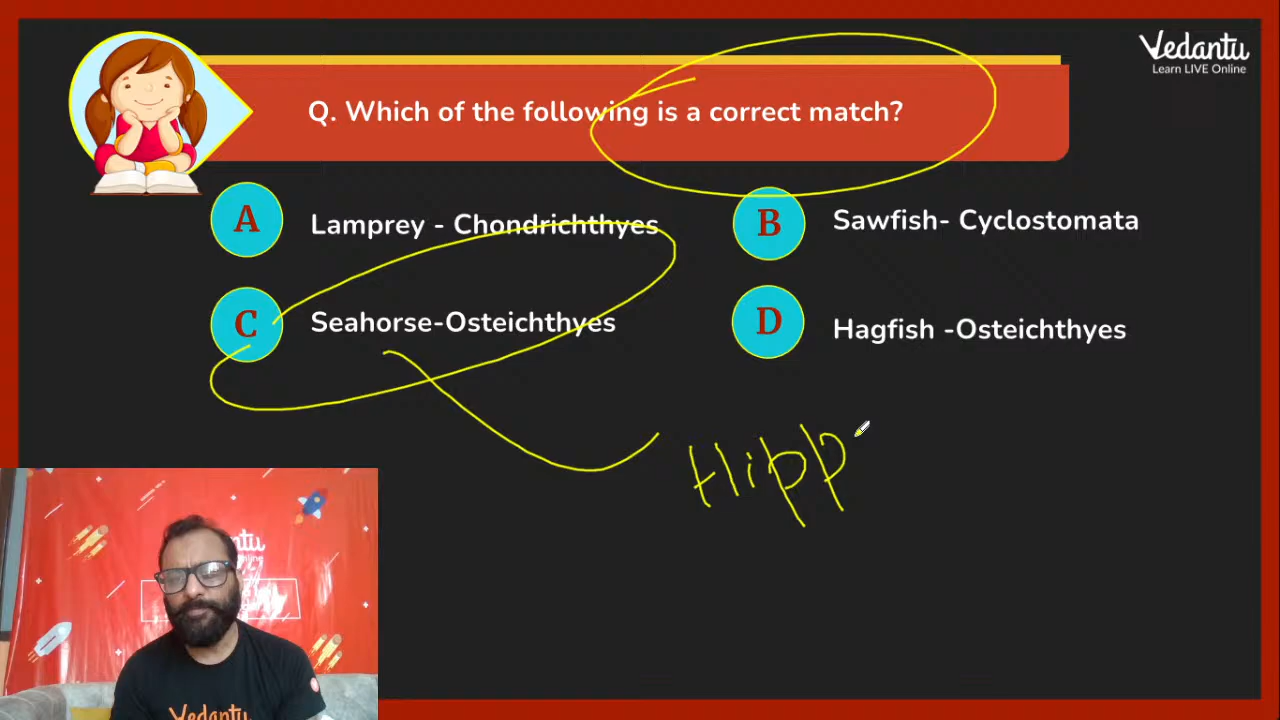 Vedantu
Learn LIVE Online
Q. Which of the following is a correct match?
A Lamprey - Chondrichthyes
B Sawfish- Cyclostomata
C Seahorse-Osteichthyes
D Hagfish -Osteichthyes
Hipp
Vedantu